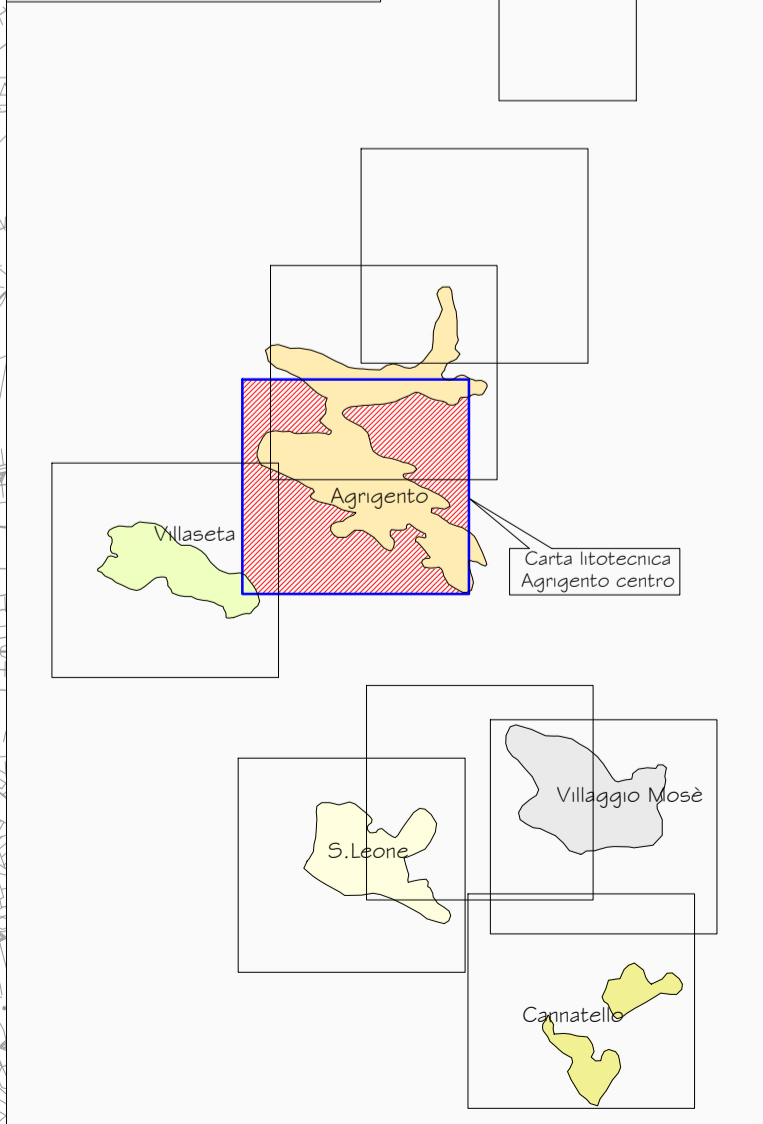 Agrigento
Villaseta
Carta litotecnica
Agrigento centro
Villaggio Mosè
S.Leone
Cannatello